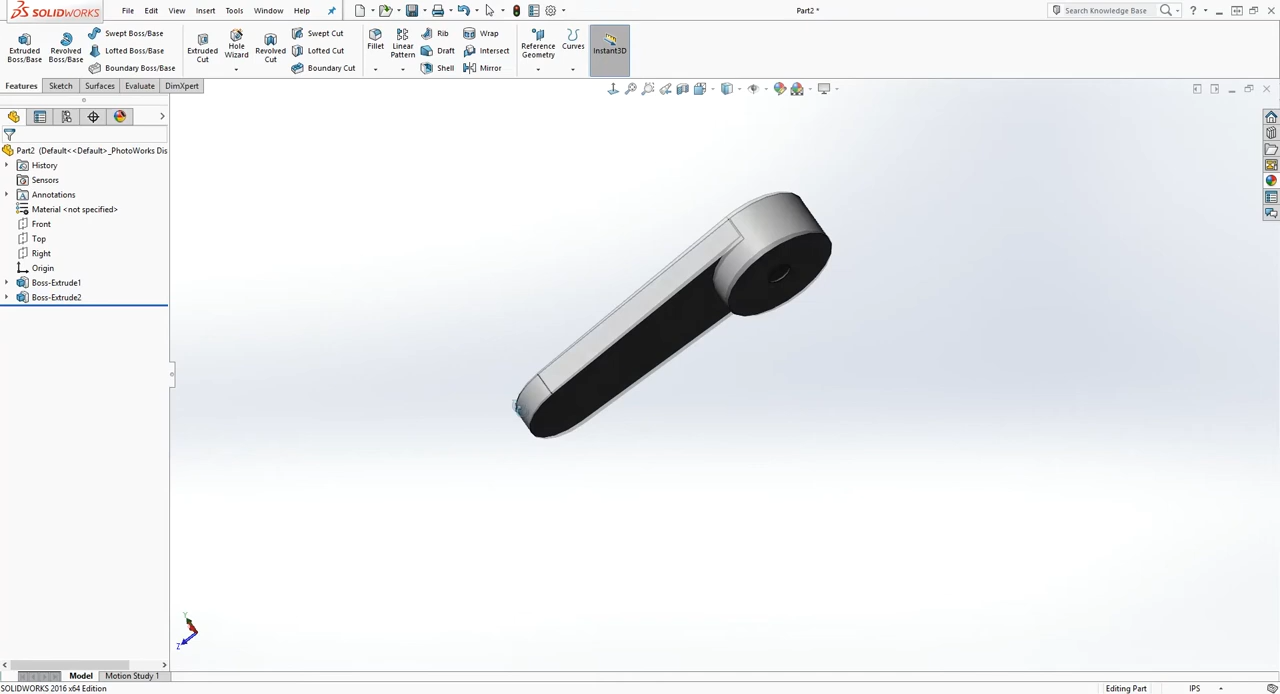 SOLIDWORKS File Edit View Insert Tools Window Help Part2 * Search Knowledge Base ?
Extruded Boss/Base Revolved Boss/Base Swept Boss/Base Lofted Boss/Base Boundary Boss/Base Extruded Cut Hole Wizard Revolved Cut Swept Cut Lofted Cut Boundary Cut Fillet Linear Pattern Rib Draft Shell Wrap Intersect Mirror Reference Geometry Curves Instant3D
Features Sketch Surfaces Evaluate DimXpert
Part2 (Default<<Default>_PhotoWorks Dis
History
Sensors
A Annotations
Material <not specified>
Front
Top
Right
Origin
Boss-Extrude1
Boss-Extrude2
Y
Z
Model Motion Study 1
SOLIDWORKS 2016 x64 Edition Editing Part IPS